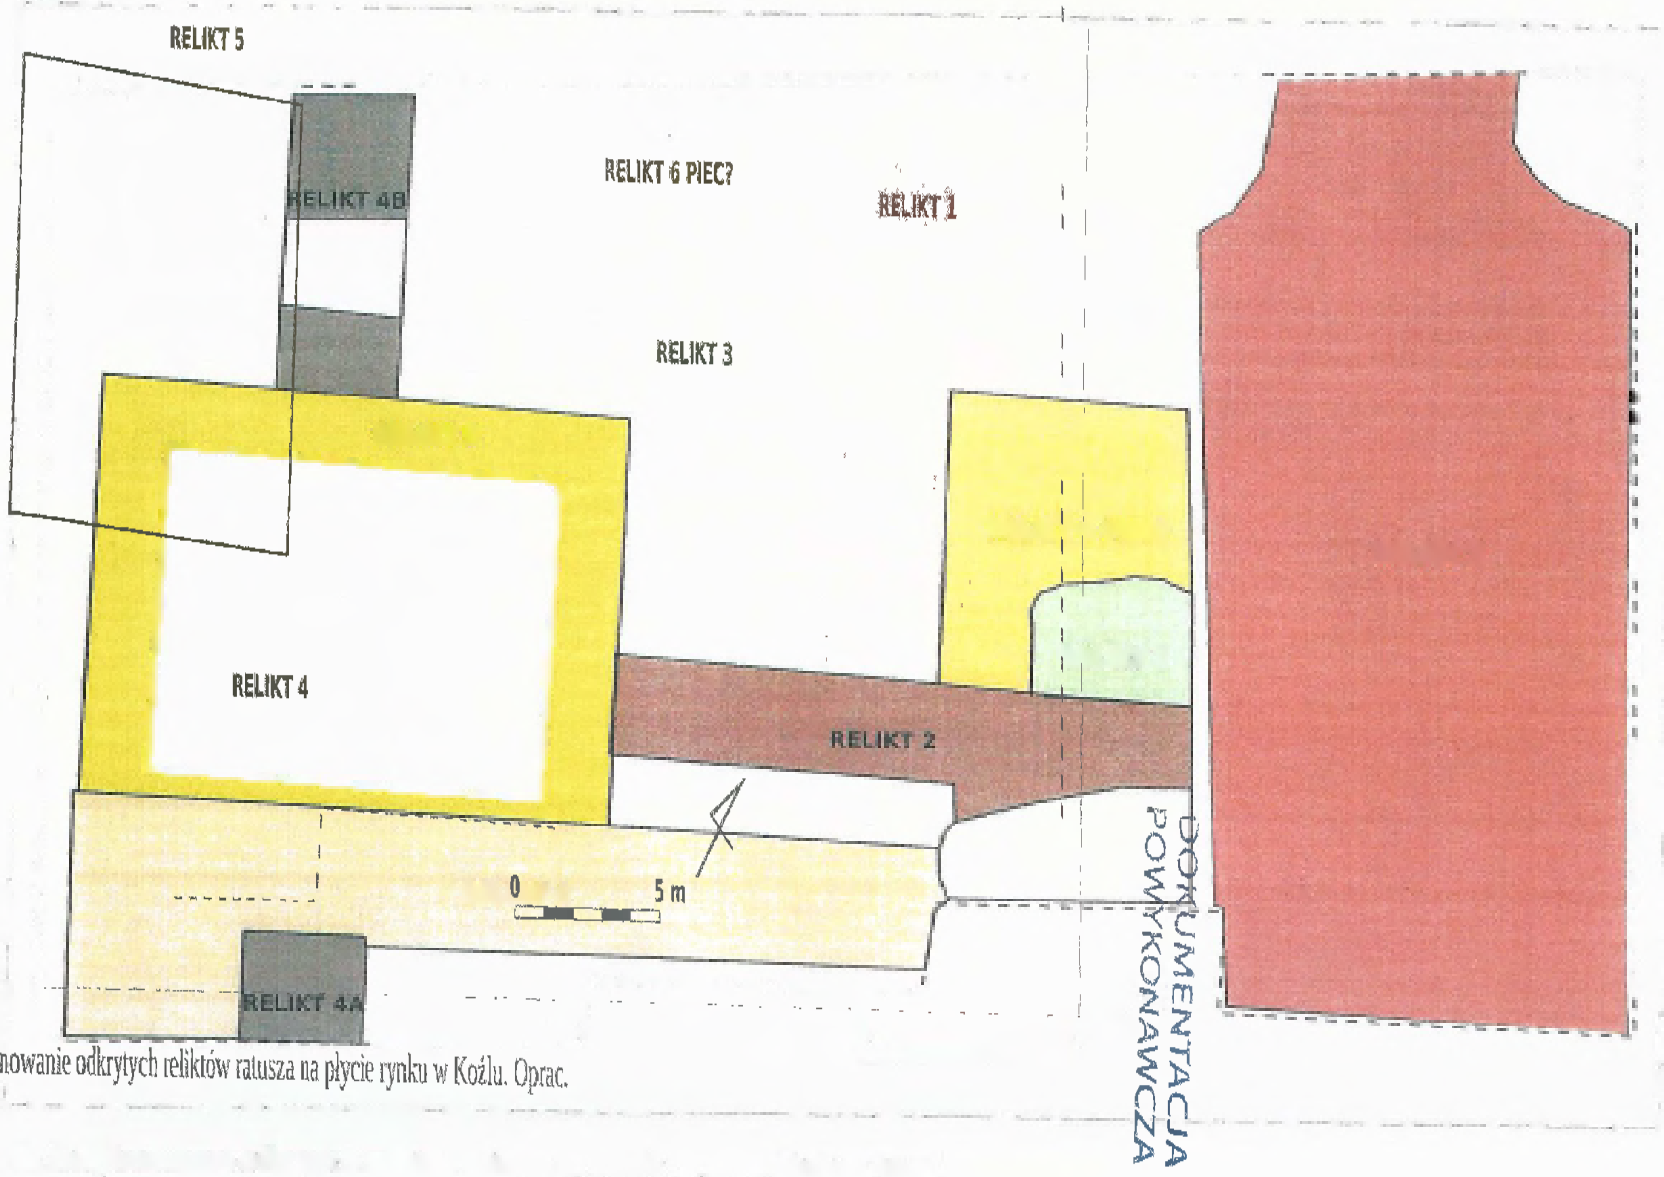 RELIKT 5
RELIKT 4B
RELIKT 6 PIEC?
RELIKT 1
RELIKT 3
RELIKT 4
RELIKT 2
0 5 m
RELIKT 4A
DOKUMENTACJA
POWYKONAWCZA
nowanie odkrytych reliktów ratusza na płycie rynku w Koźlu. Oprac.